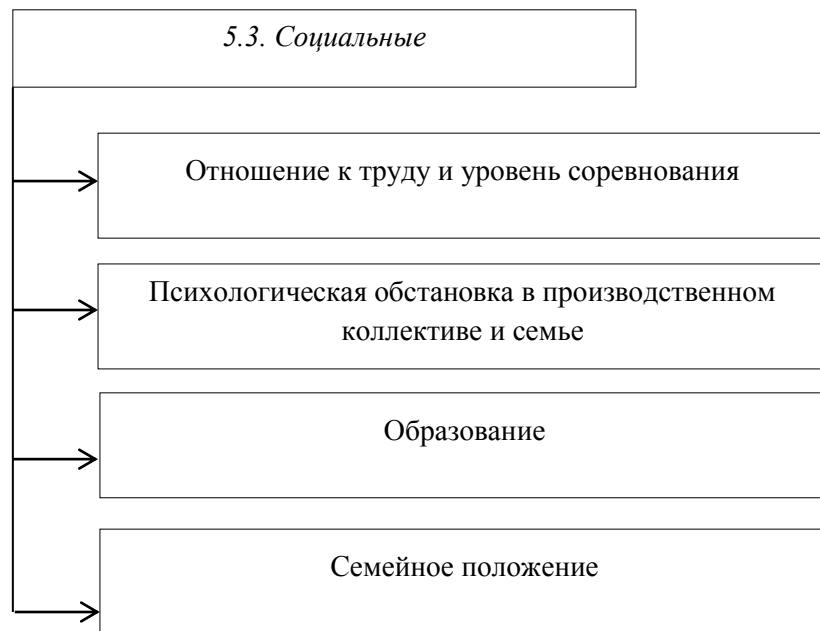 5.3. Социальные
Отношение к труду и уровень соревнования
Психологическая обстановка в производственном
коллективе и семье
Образование
Семейное положение